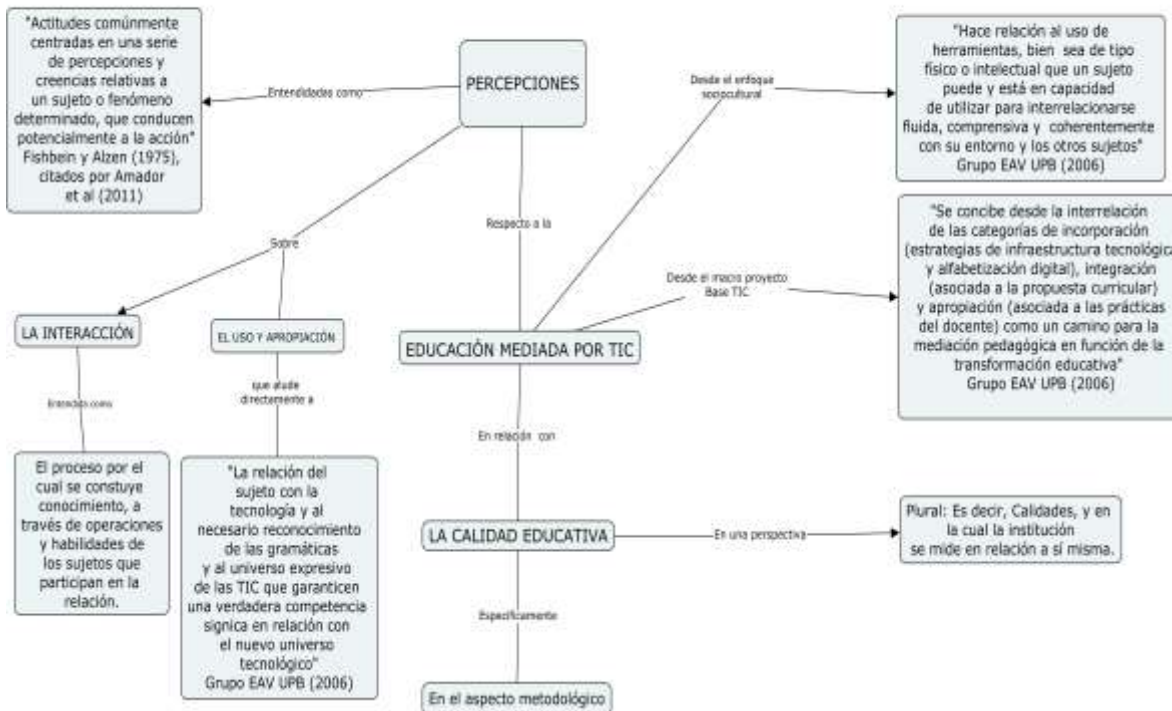 "Actitudes comúnmente
centradas en una serie
de percepciones y
creencias relativas a
un sujeto o fenómeno
determinado, que conducen
potencialmente a la acción"
Fishbein y Alzen (1975),
citados por Amador
et al (2011)
Entendidadas como
PERCEPCIONES
Desde el enfoque
sociocultural
"Hace relación al uso de
herramientas, bien sea de tipo
físico o intelectual que un sujeto
puede y está en capacidad
de utilizar para interrelacionarse
fluida, comprensiva y coherentemente
con su entorno y los otros sujetos"
Grupo EAV UPB (2006)
Sobre
Respecto a la
Desde el macro proyecto
Base TIC
"Se concibe desde la interrelación
de las categorías de incorporación
(estrategias de infraestructura tecnológica
y alfabetización digital), integración
(asociada a la propuesta curricular)
y apropiación (asociada a las prácticas
del docente) como un camino para la
mediación pedagógica en función de la
transformación educativa"
Grupo EAV UPB (2006)
LA INTERACCIÓN
EL USO Y APROPIACIÓN
EDUCACIÓN MEDIADA POR TIC
Entendida como
que alude
directamente a
En relación con
El proceso por el
cual se constuye
conocimiento, a
través de operaciones
y habilidades de
los sujetos que
participan en la
relación.
"La relación del
sujeto con la
tecnología y al
necesario reconocimiento
de las gramáticas
y al universo expresivo
de las TIC que garanticen
una verdadera competencia
signica en relación con
el nuevo universo
tecnológico"
Grupo EAV UPB (2006)
LA CALIDAD EDUCATIVA
En una perspectiva
Plural: Es decir, Calidades, y en
la cual la institución
se mide en relación a sí misma.
Específicamente
En el aspecto metodológico